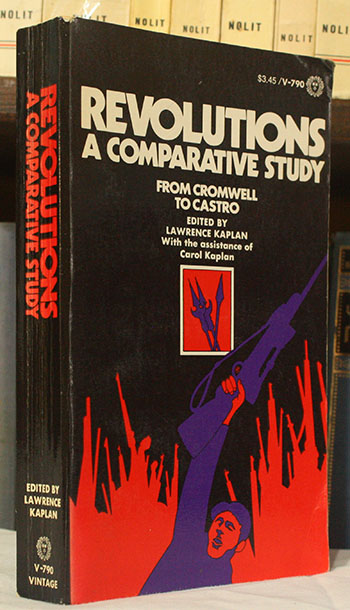 NOLIT
NOLIT
NOLIT
NOLIT
NOLIT
$3.45/V-790
REVOLUTIONS
A COMPARATIVE STUDY
FROM CROMWELL
TO CASTRO
EDITED BY
LAWRENCE KAPLAN
With the assistance of
Carol Kaplan
REVOLUTIONS
A COMPARATIVE STUDY
EDITED BY
LAWRENCE
KAPLAN
V-790
VINTAGE